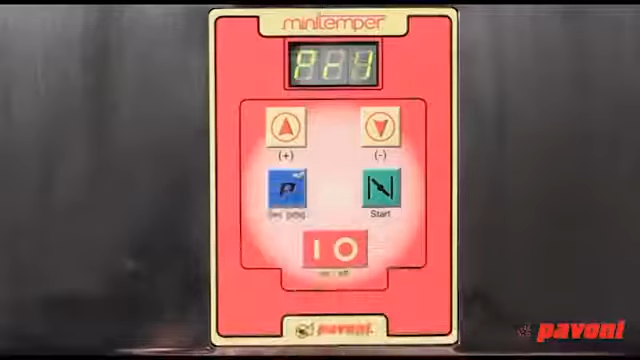 minitemper
Pr1
(+)
(-)
P
Start
I O
pavoni
pavoni